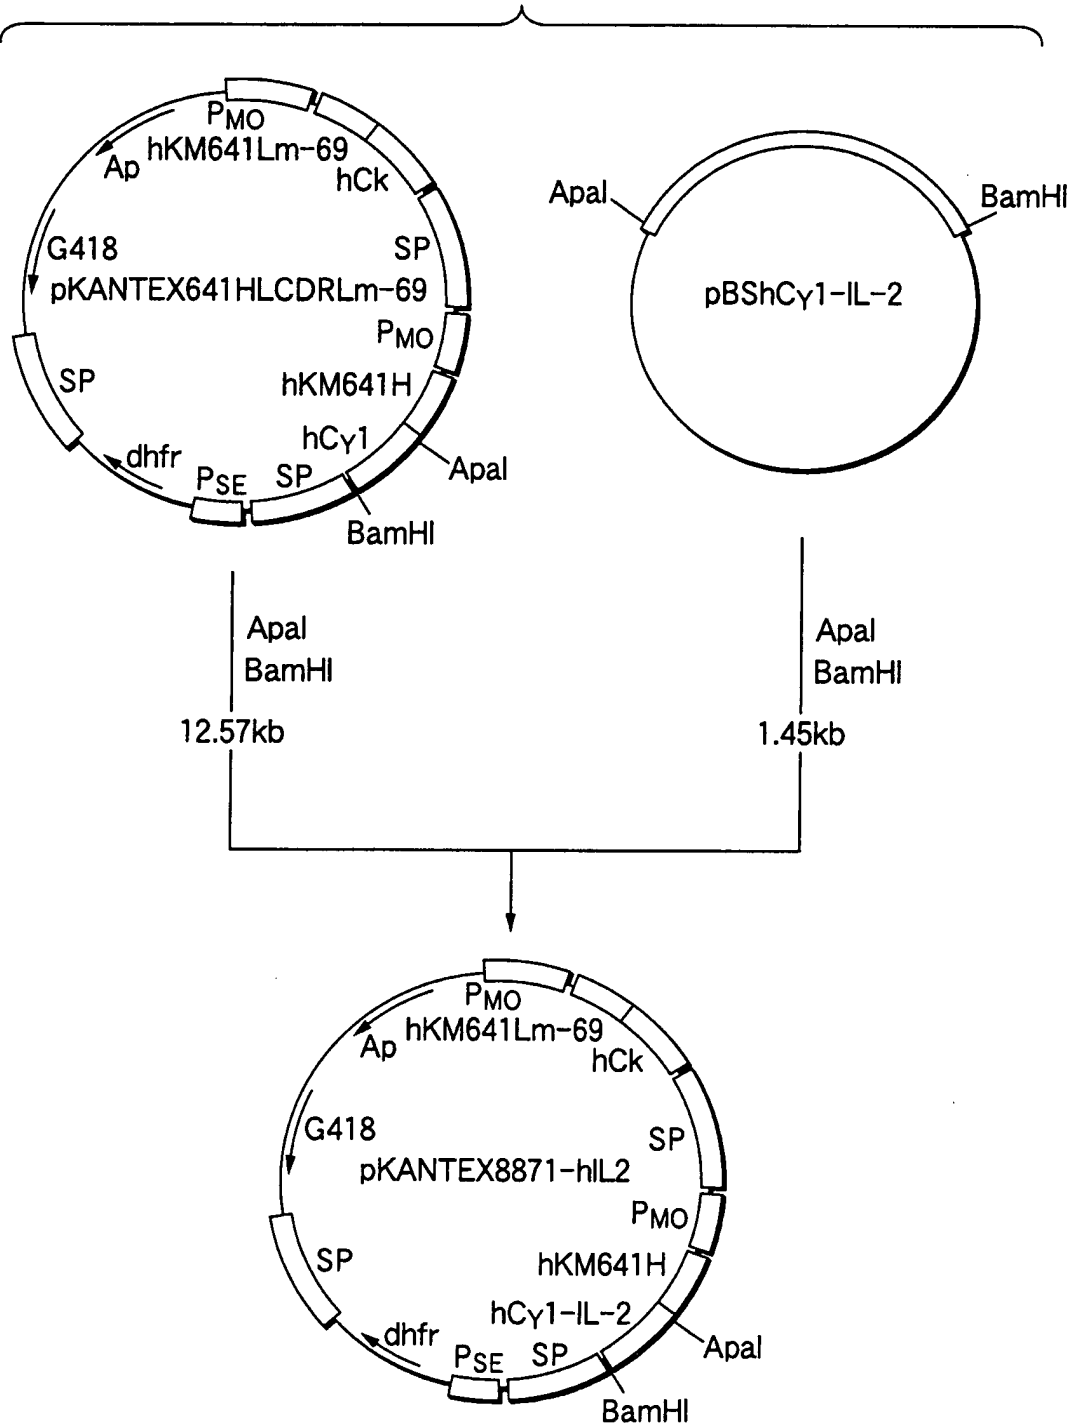 PMO
hKM641Lm-69
Ap
hCk
G418
SP
pKANTEX641HLCDRLm-69
PMO
SP
hKM641H
hCγ1
dhfr
PSE
SP
ApaI
BamHI
ApaI
BamHI
pBShCγ1-IL-2
ApaI
BamHI
12.57kb
ApaI
BamHI
1.45kb
PMO
hKM641Lm-69
Ap
hCk
G418
SP
pKANTEX8871-hIL2
PMO
SP
hKM641H
hCγ1-IL-2
dhfr
PSE
SP
ApaI
BamHI